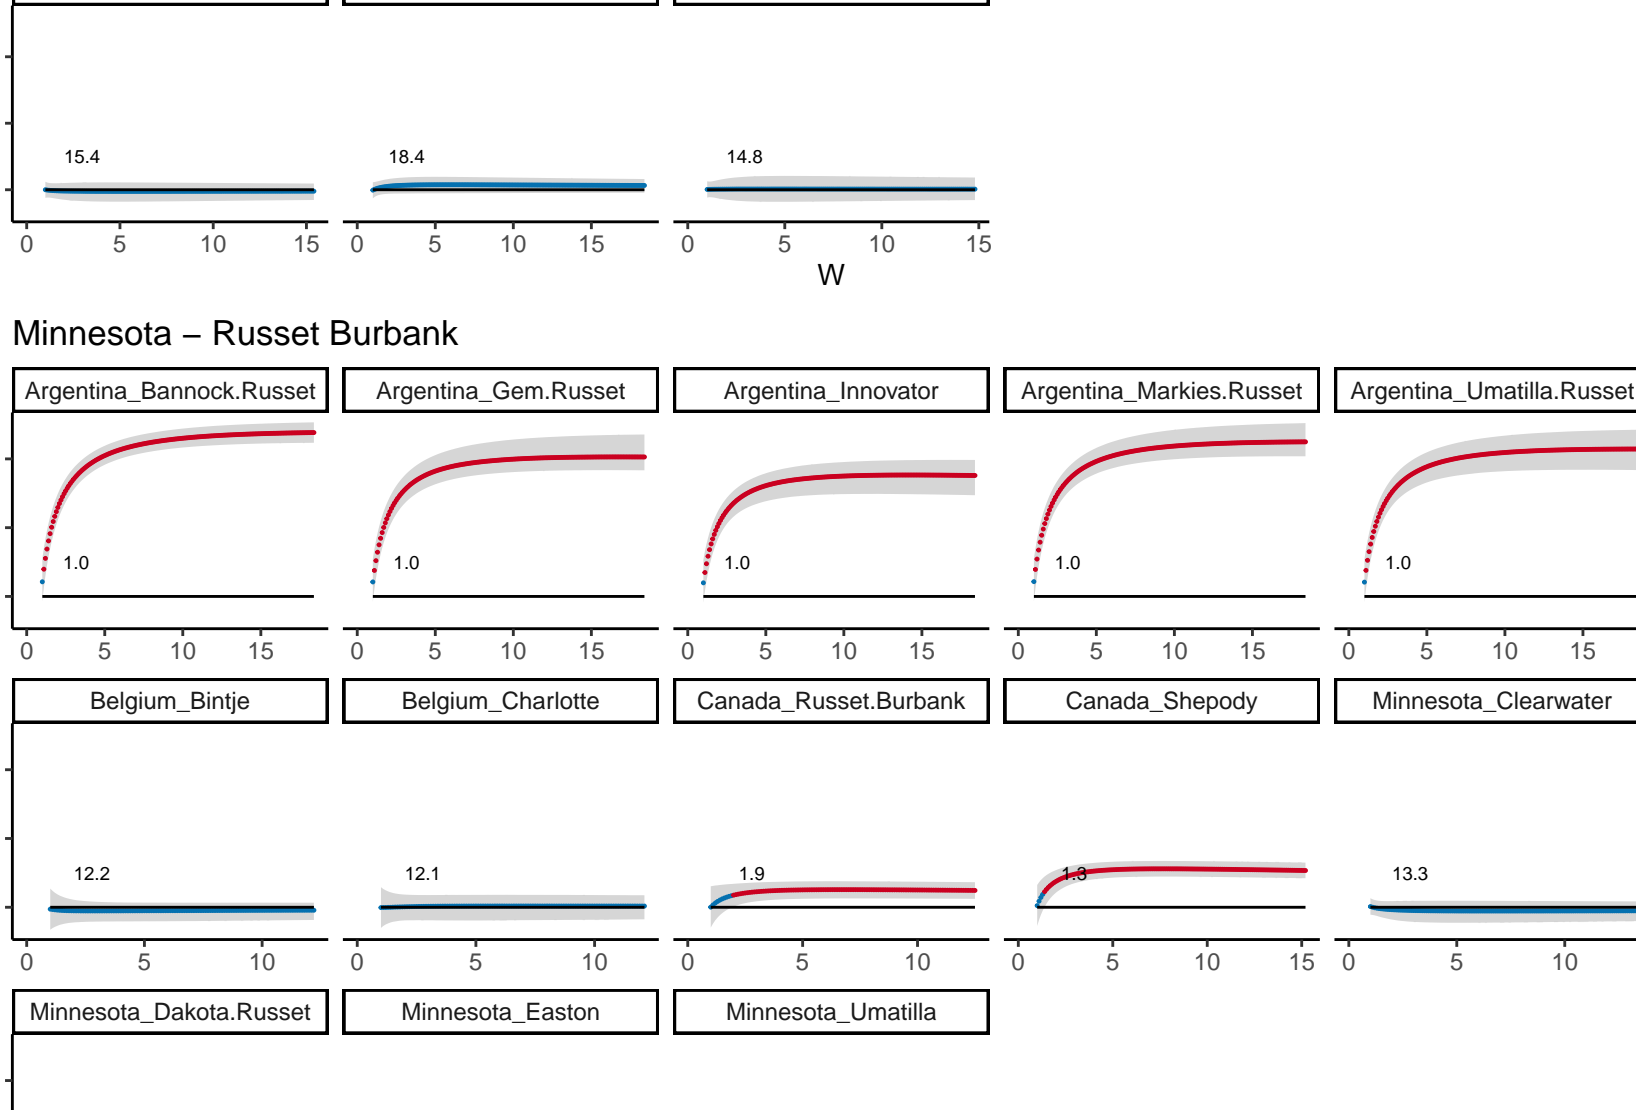 15.4 18.4 14.8
0 5 10 15 0 5 10 15 0 5 10 15
W
Minnesota – Russet Burbank
Argentina_Bannock.Russet Argentina_Gem.Russet Argentina_Innovator Argentina_Markies.Russet Argentina_Umatilla.Russet
1.0 1.0 1.0 1.0 1.0
0 5 10 15 0 5 10 15 0 5 10 15 0 5 10 15 0 5 10 15
Belgium_Bintje Belgium_Charlotte Canada_Russet.Burbank Canada_Shepody Minnesota_Clearwater
12.2 12.1 1.9 1.3 13.3
0 5 10 0 5 10 0 5 10 0 5 10 15 0 5 10
Minnesota_Dakota.Russet Minnesota_Easton Minnesota_Umatilla